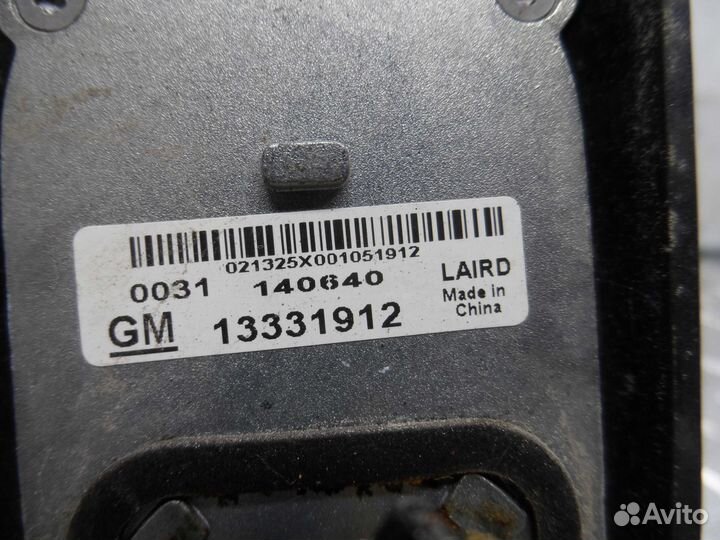 021325X001051912
0031 140640 LAIRD
GM 13331912 Made in
China
Avito